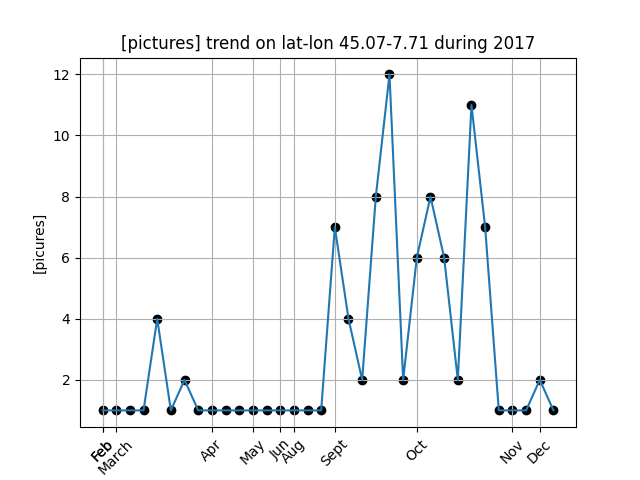 [pictures] trend on lat-lon 45.07-7.71 during 2017
12
10
8
6
4
2
[picures]
Feb March Apr May Jun Aug Sept Oct Nov Dec